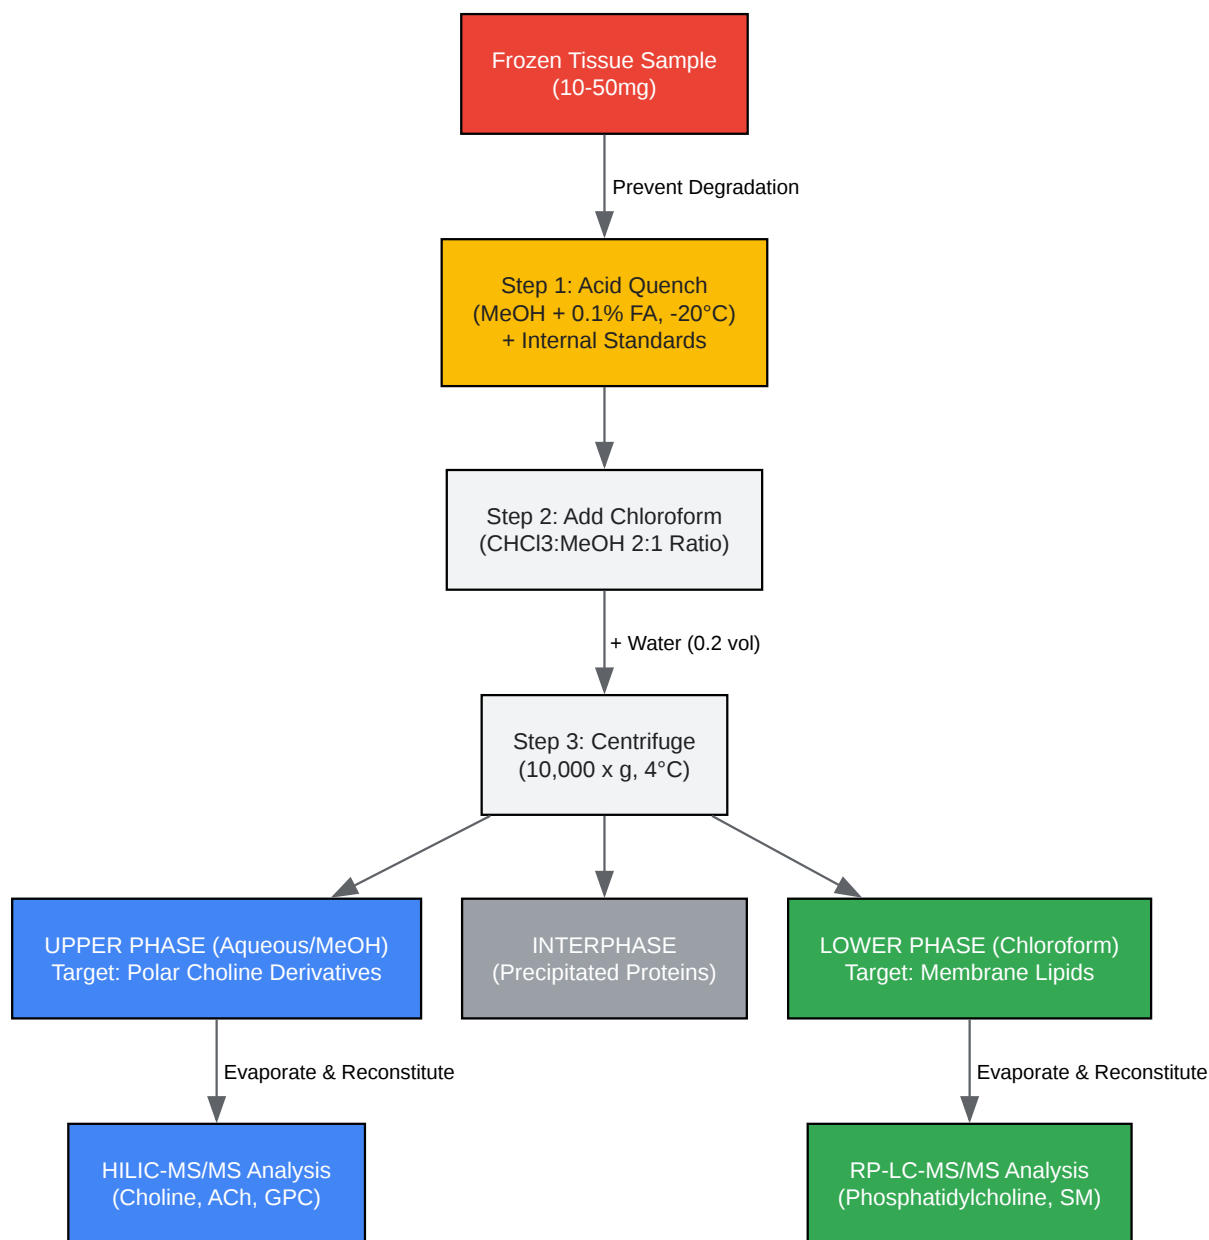 Frozen Tissue Sample
(10-50mg)
Prevent Degradation
Step 1: Acid Quench
(MeOH + 0.1% FA, -20°C)
+ Internal Standards
Step 2: Add Chloroform
(CHCl3:MeOH 2:1 Ratio)
+ Water (0.2 vol)
Step 3: Centrifuge
(10,000 x g, 4°C)
UPPER PHASE (Aqueous/MeOH)
Target: Polar Choline Derivatives
INTERPHASE
(Precipitated Proteins)
LOWER PHASE (Chloroform)
Target: Membrane Lipids
Evaporate & Reconstitute
Evaporate & Reconstitute
HILIC-MS/MS Analysis
(Choline, ACh, GPC)
RP-LC-MS/MS Analysis
(Phosphatidylcholine, SM)